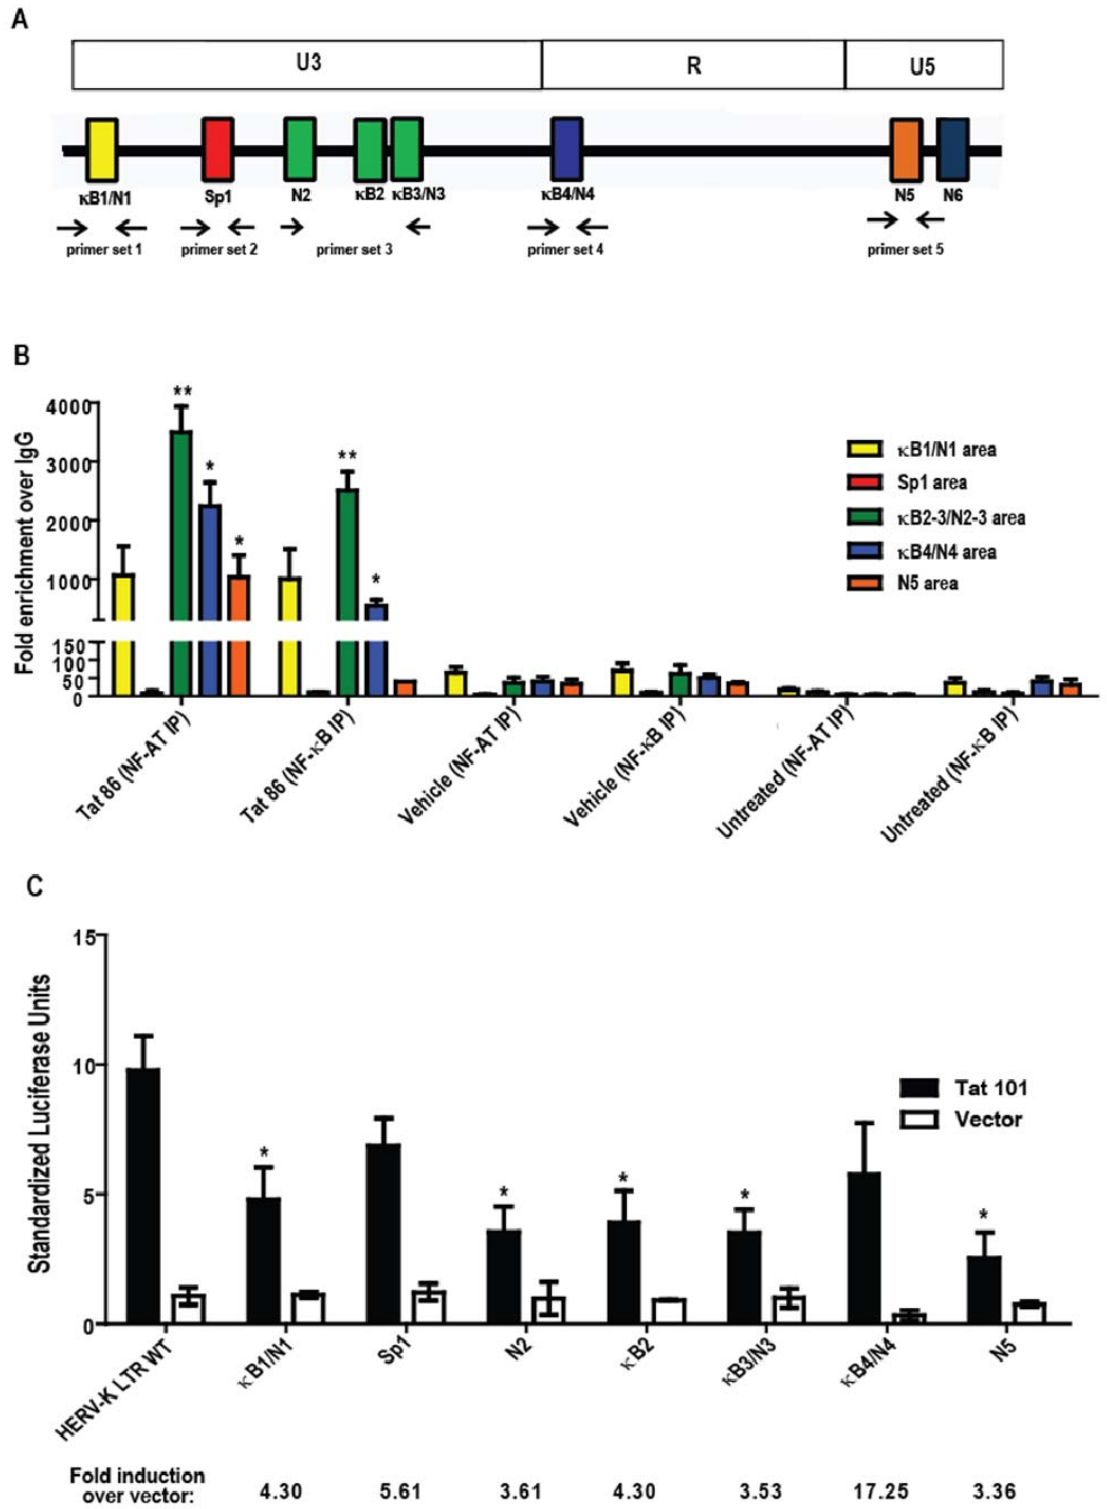 A
U3 R U5
κB1/N1 Sp1 N2 κB2 κB3/N3 κB4/N4 N5 N6
primer set 1 primer set 2 primer set 3 primer set 4 primer set 5
B
Fold enrichment over IgG
4000
3000
2000
1000
150
100
50
0
** * * ** *
κB1/N1 area
Sp1 area
κB2-3/N2-3 area
κB4/N4 area
N5 area
Tat 86 (NF-AT IP)
Tat 86 (NF-κB IP)
Vehicle (NF-AT IP)
Vehicle (NF-κB IP)
Untreated (NF-AT IP)
Untreated (NF-κB IP)
C
Standardized Luciferase Units
15
10
5
0
* * * * *
Tat 101
Vector
HERV-K LTR WT
κB1/N1
Sp1
N2
κB2
κB3/N3
κB4/N4
N5
Fold induction
over vector: 4.30 5.61 3.61 4.30 3.53 17.25 3.36